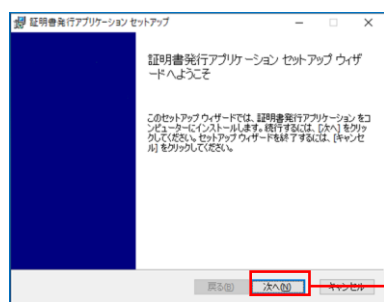 証明書発行アプリケーション セットアップ
証明書発行アプリケーション セットアップ ウィザ
ードへようこそ
このセットアップ ウィザードでは、証明書発行アプリケーション をコ
ンピューターにインストールします。続行するには、[次へ] をクリッ
クしてください。セットアップ ウィザードを終了するには、[キャンセ
ル] をクリックしてください。
戻る(B)
次へ(N)
キャンセル